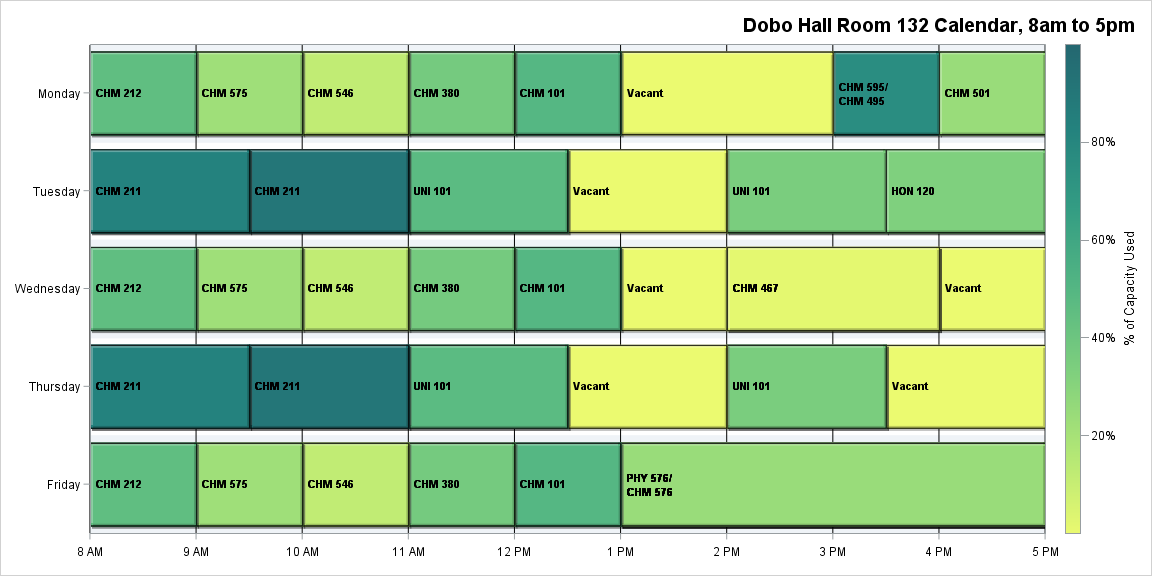 Dobo Hall Room 132 Calendar, 8am to 5pm
Monday
CHM 212
CHM 575
CHM 546
CHM 380
CHM 101
Vacant
CHM 595/
CHM 495
CHM 501
Tuesday
CHM 211
CHM 211
UNI 101
Vacant
UNI 101
HON 120
Wednesday
CHM 212
CHM 575
CHM 546
CHM 380
CHM 101
Vacant
CHM 467
Vacant
Thursday
CHM 211
CHM 211
UNI 101
Vacant
UNI 101
Vacant
Friday
CHM 212
CHM 575
CHM 546
CHM 380
CHM 101
PHY 576/
CHM 576
8 AM
9 AM
10 AM
11 AM
12 PM
1 PM
2 PM
3 PM
4 PM
5 PM
80%
60%
40%
20%
% of Capacity Used